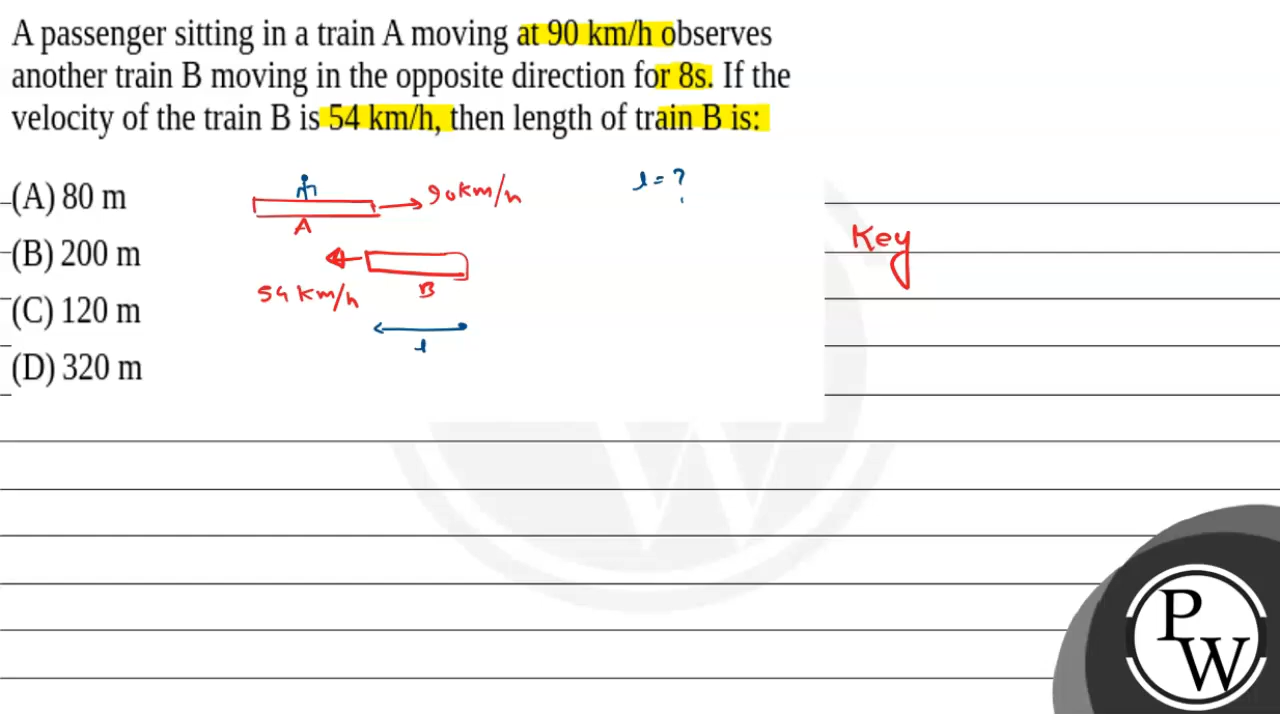 A passenger sitting in a train A moving at 90 km/h observes
another train B moving in the opposite direction for 8s. If the
velocity of the train B is 54 km/h, then length of train B is:
(A) 80 m
(B) 200 m
(C) 120 m
(D) 320 m
90km/h
A
l = ?
Key
54 km/h
B
l
P
W